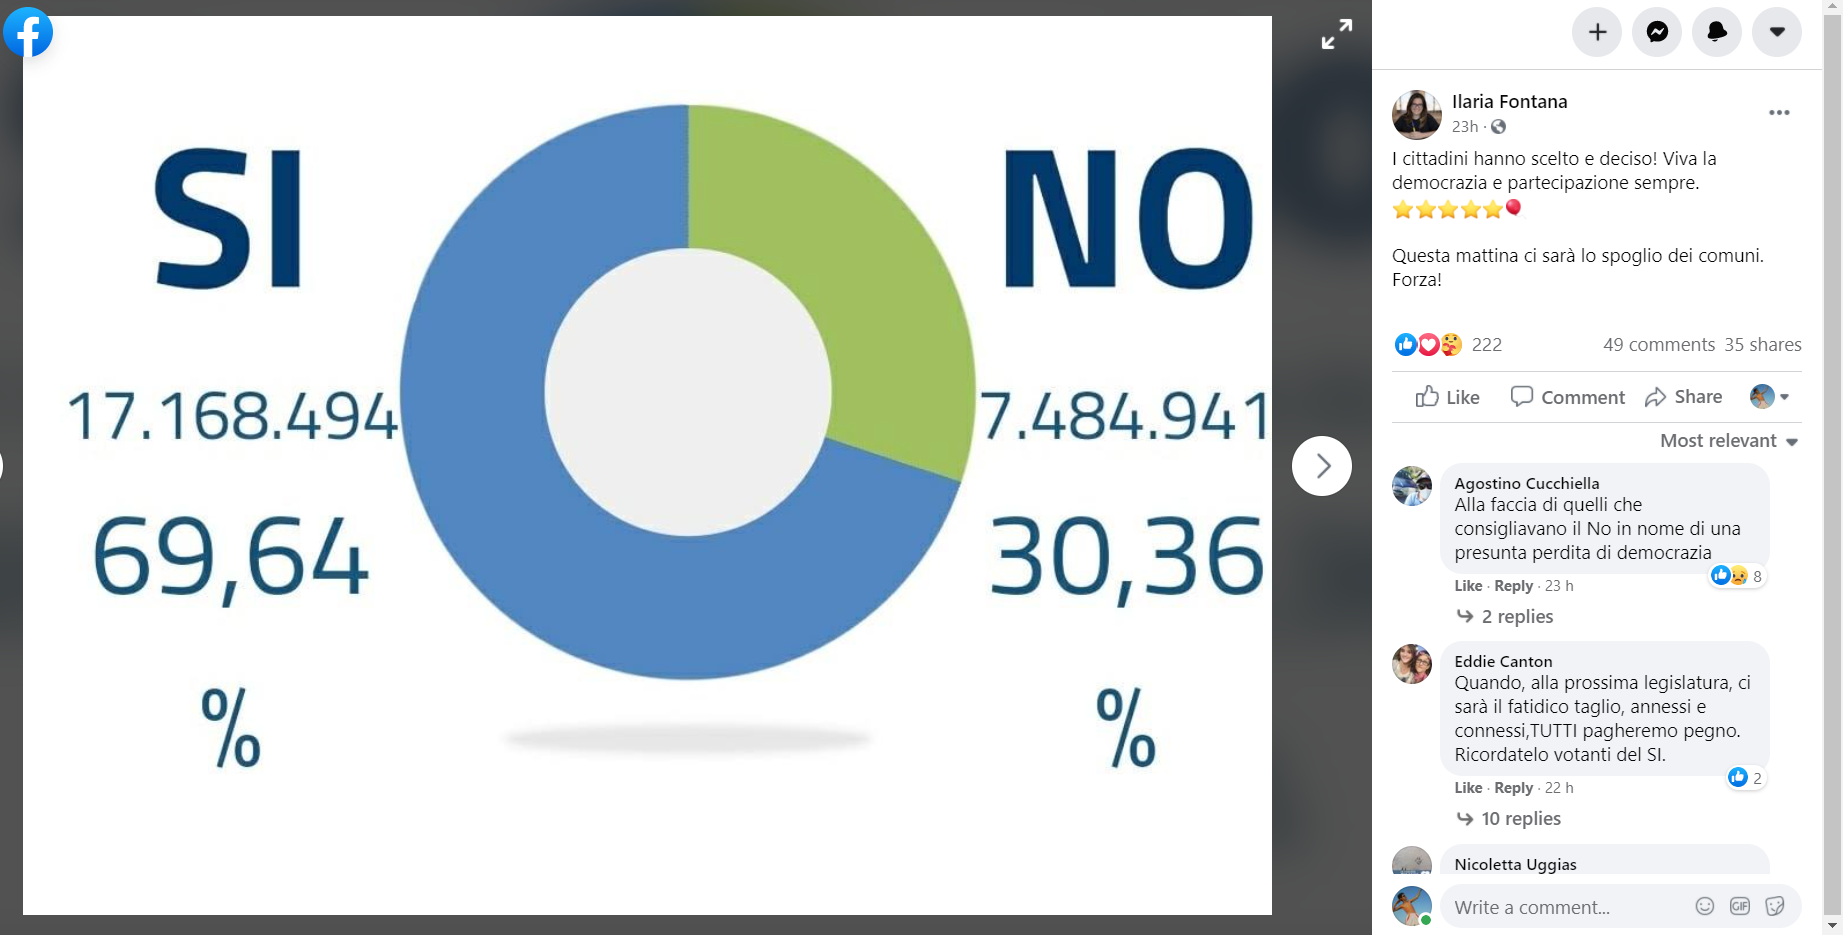 SI
17.168.494
69,64
%
NO
7.484.941
30,36
%
Ilaria Fontana
23h ·
I cittadini hanno scelto e deciso! Viva la
democrazia e partecipazione sempre.
⭐⭐⭐⭐⭐🎈
Questa mattina ci sarà lo spoglio dei comuni.
Forza!
222
49 comments 35 shares
Like Comment Share
Most relevant
Agostino Cucchiella
Alla faccia di quelli che
consigliavano il No in nome di una
presunta perdita di democrazia
8
Like · Reply · 23 h
2 replies
Eddie Canton
Quando, alla prossima legislatura, ci
sarà il fatidico taglio, annessi e
connessi,TUTTI pagheremo pegno.
Ricordatelo votanti del SI.
2
Like · Reply · 22 h
10 replies
Nicoletta Uggias
Write a comment...
GIF